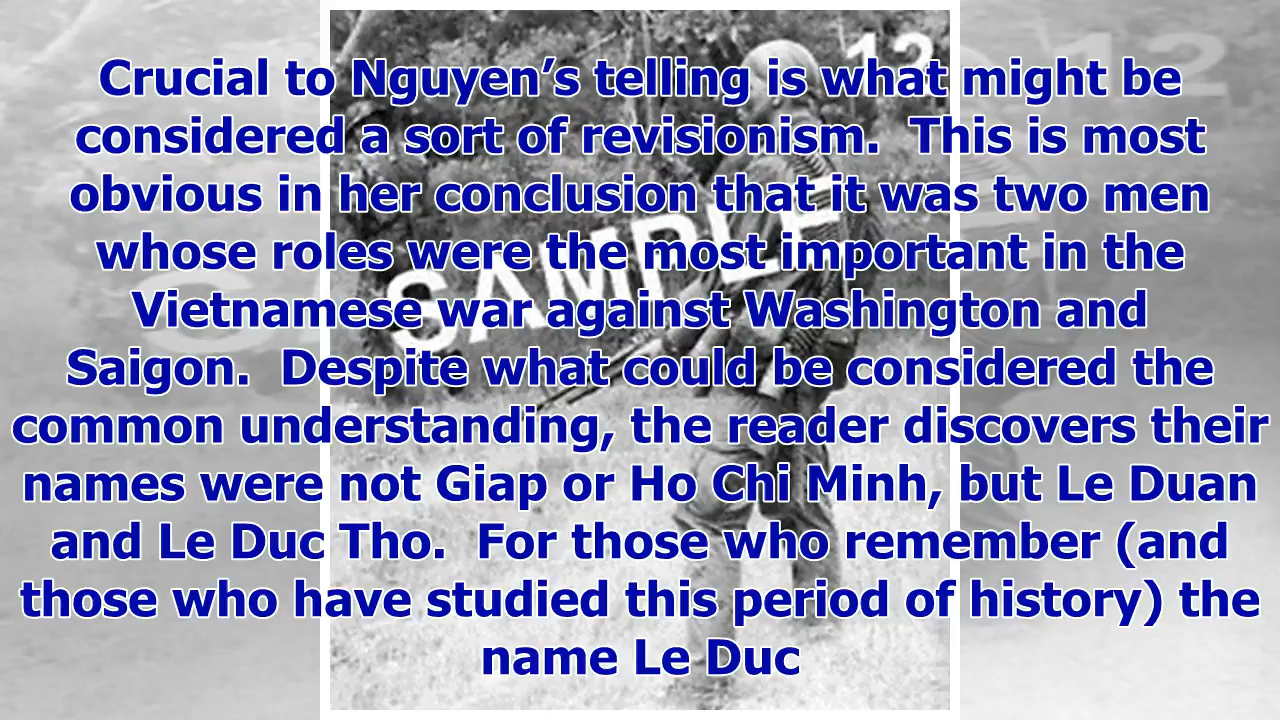 Crucial to Nguyen’s telling is what might be
considered a sort of revisionism.  This is most
obvious in her conclusion that it was two men
whose roles were the most important in the
Vietnamese war against Washington and
Saigon.  Despite what could be considered the
common understanding, the reader discovers their
names were not Giap or Ho Chi Minh, but Le Duan
and Le Duc Tho.  For those who remember (and
those who have studied this period of history) the
name Le Duc
12
SAMPLE
12